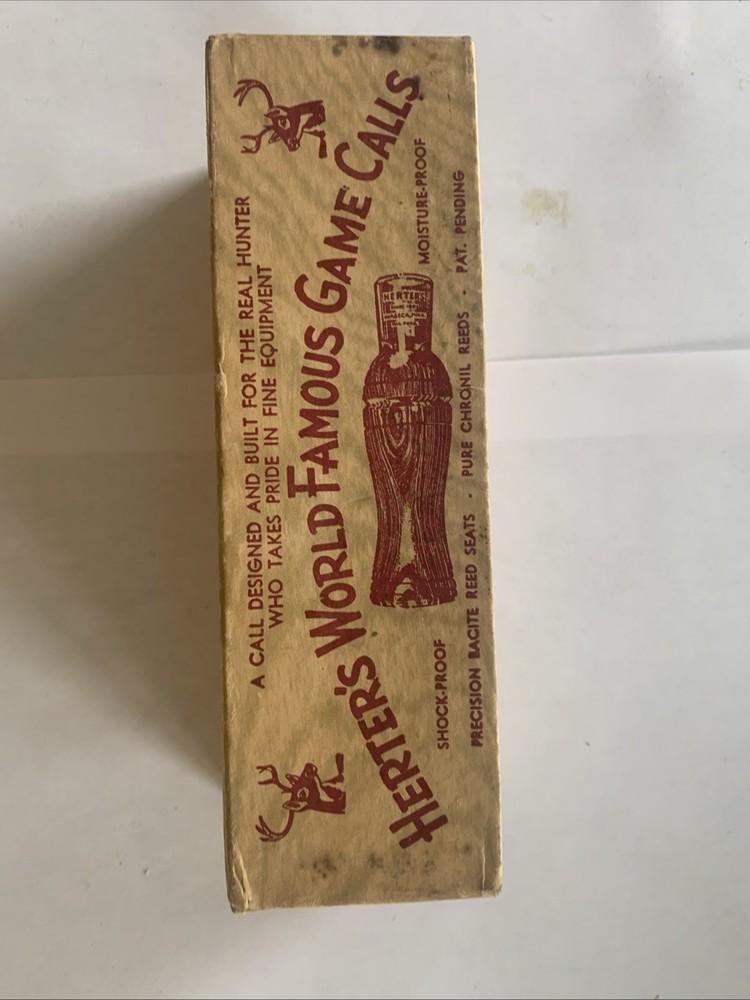 A CALL DESIGNED AND BUILT FOR THE REAL HUNTER
WHO TAKES PRIDE IN FINE EQUIPMENT
HERTER'S WORLD FAMOUS GAME CALLS
HERTER'S
SHOCK-PROOF
MOISTURE-PROOF
PRECISION BACITE REED SEATS - PURE CHRONIL REEDS - PAT. PENDING